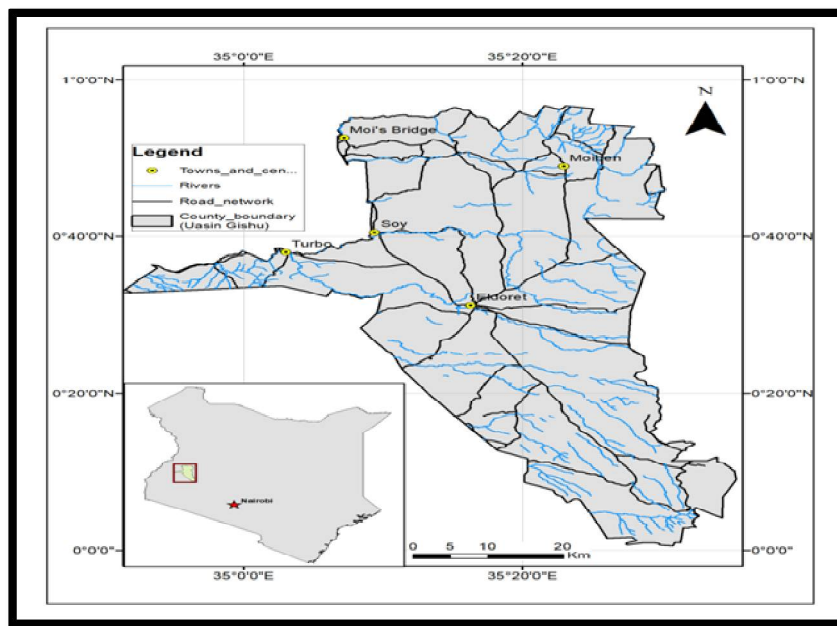 35°0'0"E 35°20'0"E
1°0'0"N 1°0'0"N
N
Moi's Bridge
Legend
Towns_and_cen...
Rivers
Road_network
County_boundary
(Uasin Gishu)
Soy
0°40'0"N 0°40'0"N
Turbo
Eldoret
0°20'0"N 0°20'0"N
Nairobi
0°0'0" 0°0'0"
0 5 10 20
Km
35°0'0"E 35°20'0"E